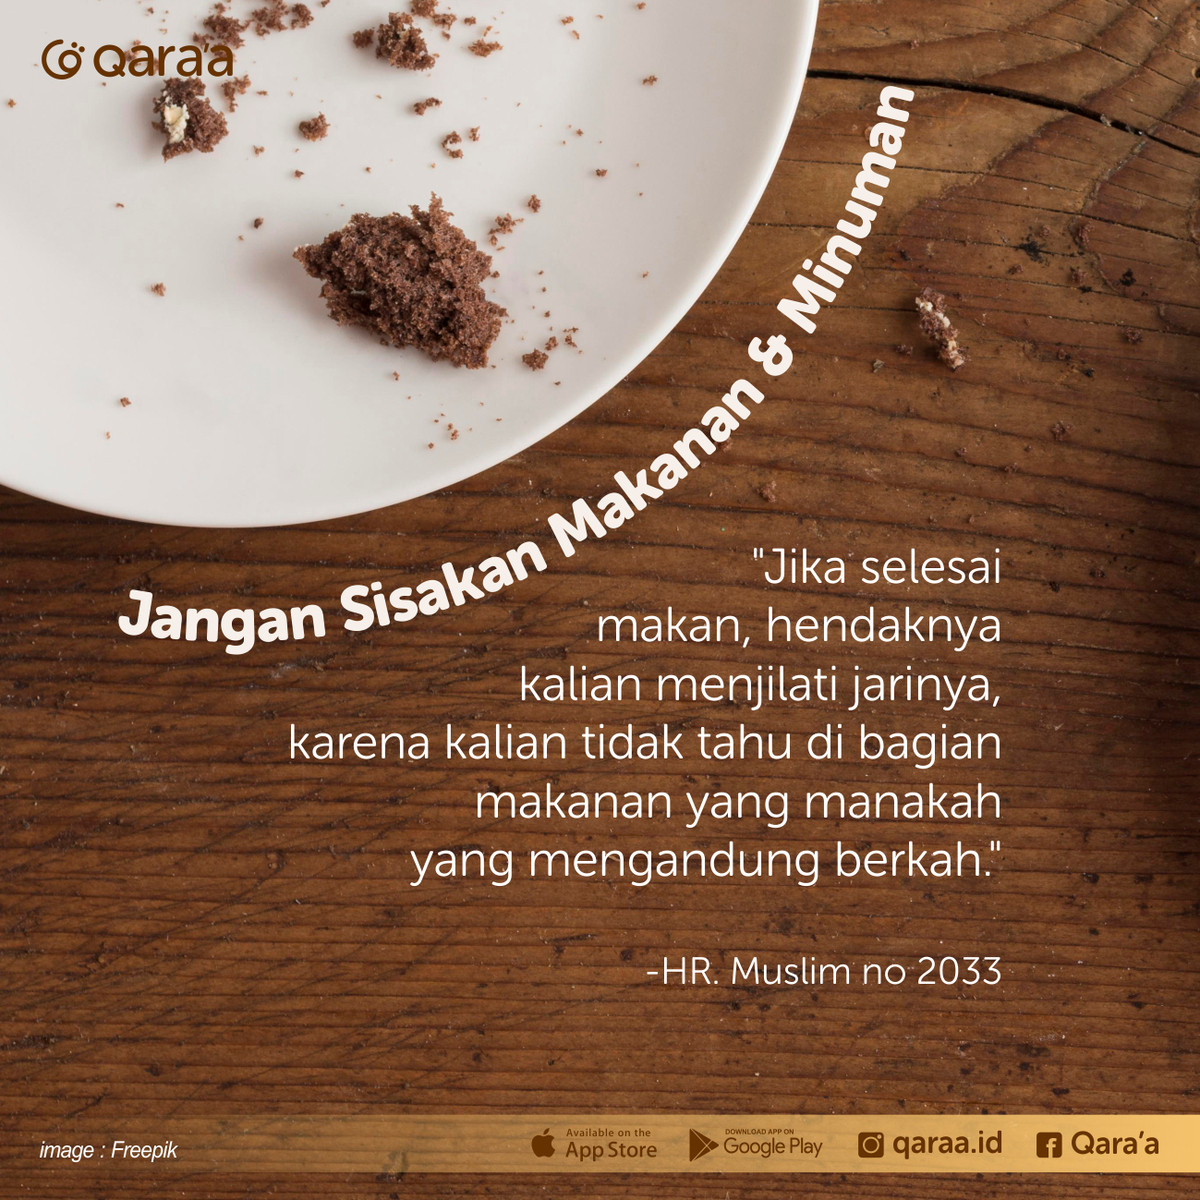 Qara'a
Jangan Sisakan Makanan & Minuman
"Jika selesai
makan, hendaknya
kalian menjilati jarinya,
karena kalian tidak tahu di bagian
makanan yang manakah
yang mengandung berkah."
-HR. Muslim no 2033
image : Freepik
Available on the
App Store
DOWNLOAD APP ON
Google Play
qaraa.id
Qara'a